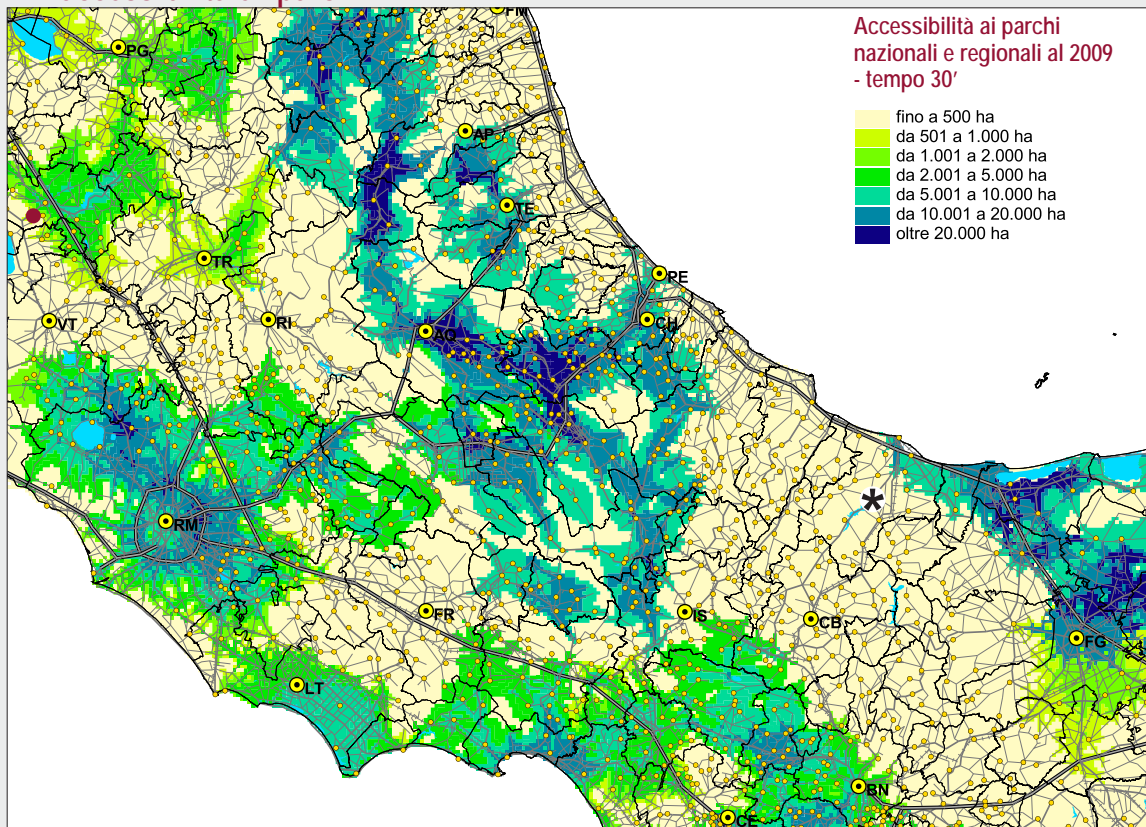 FM
PG
Accessibilità ai parchi
nazionali e regionali al 2009
- tempo 30'
fino a 500 ha
da 501 a 1.000 ha
da 1.001 a 2.000 ha
da 2.001 a 5.000 ha
da 5.001 a 10.000 ha
da 10.001 a 20.000 ha
oltre 20.000 ha
AP
TE
TR
PE
VT
RI
AQ
CH
*
RM
FR
IS
CB
FG
LT
BN
CE